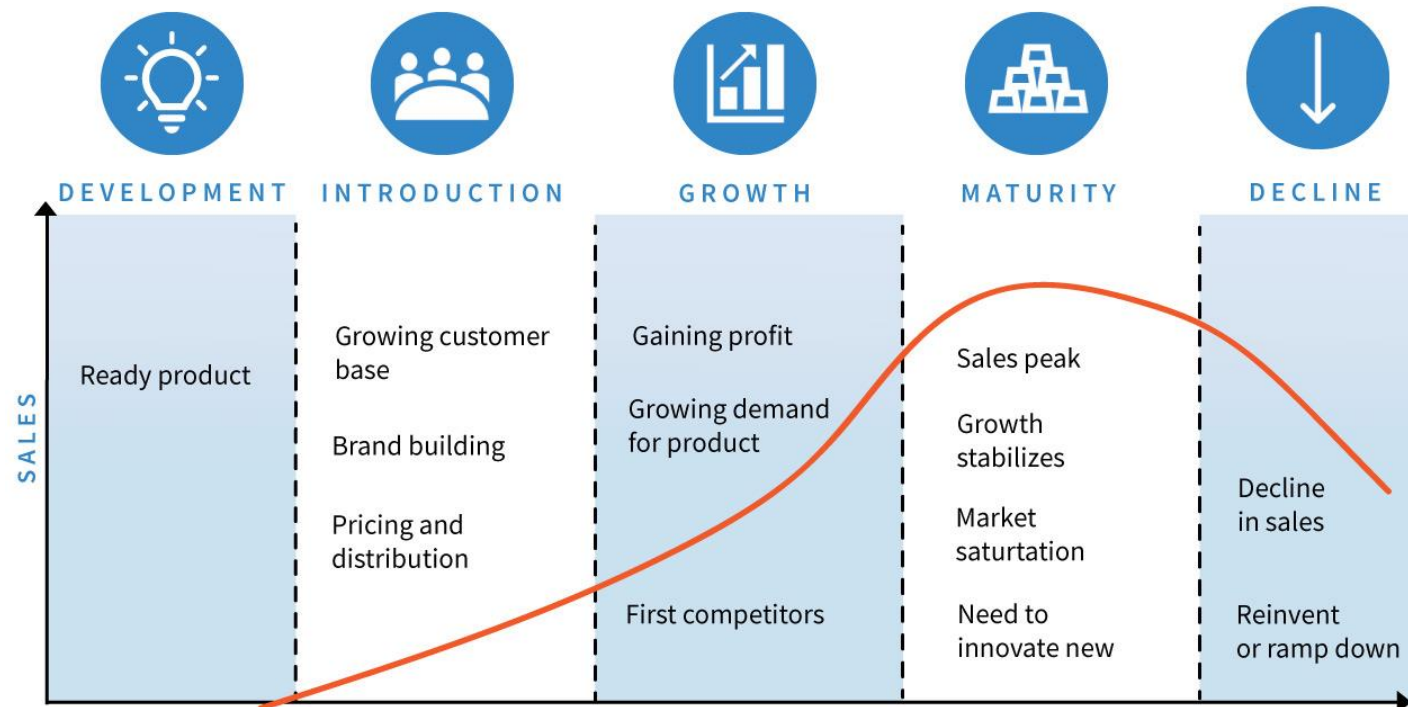 DEVELOPMENT
INTRODUCTION
GROWTH
MATURITY
DECLINE
SALES
Ready product
Growing customer
base
Brand building
Pricing and
distribution
Gaining profit
Growing demand
for product
First competitors
Sales peak
Growth
stabilizes
Market
saturtation
Need to
innovate new
Decline
in sales
Reinvent
or ramp down